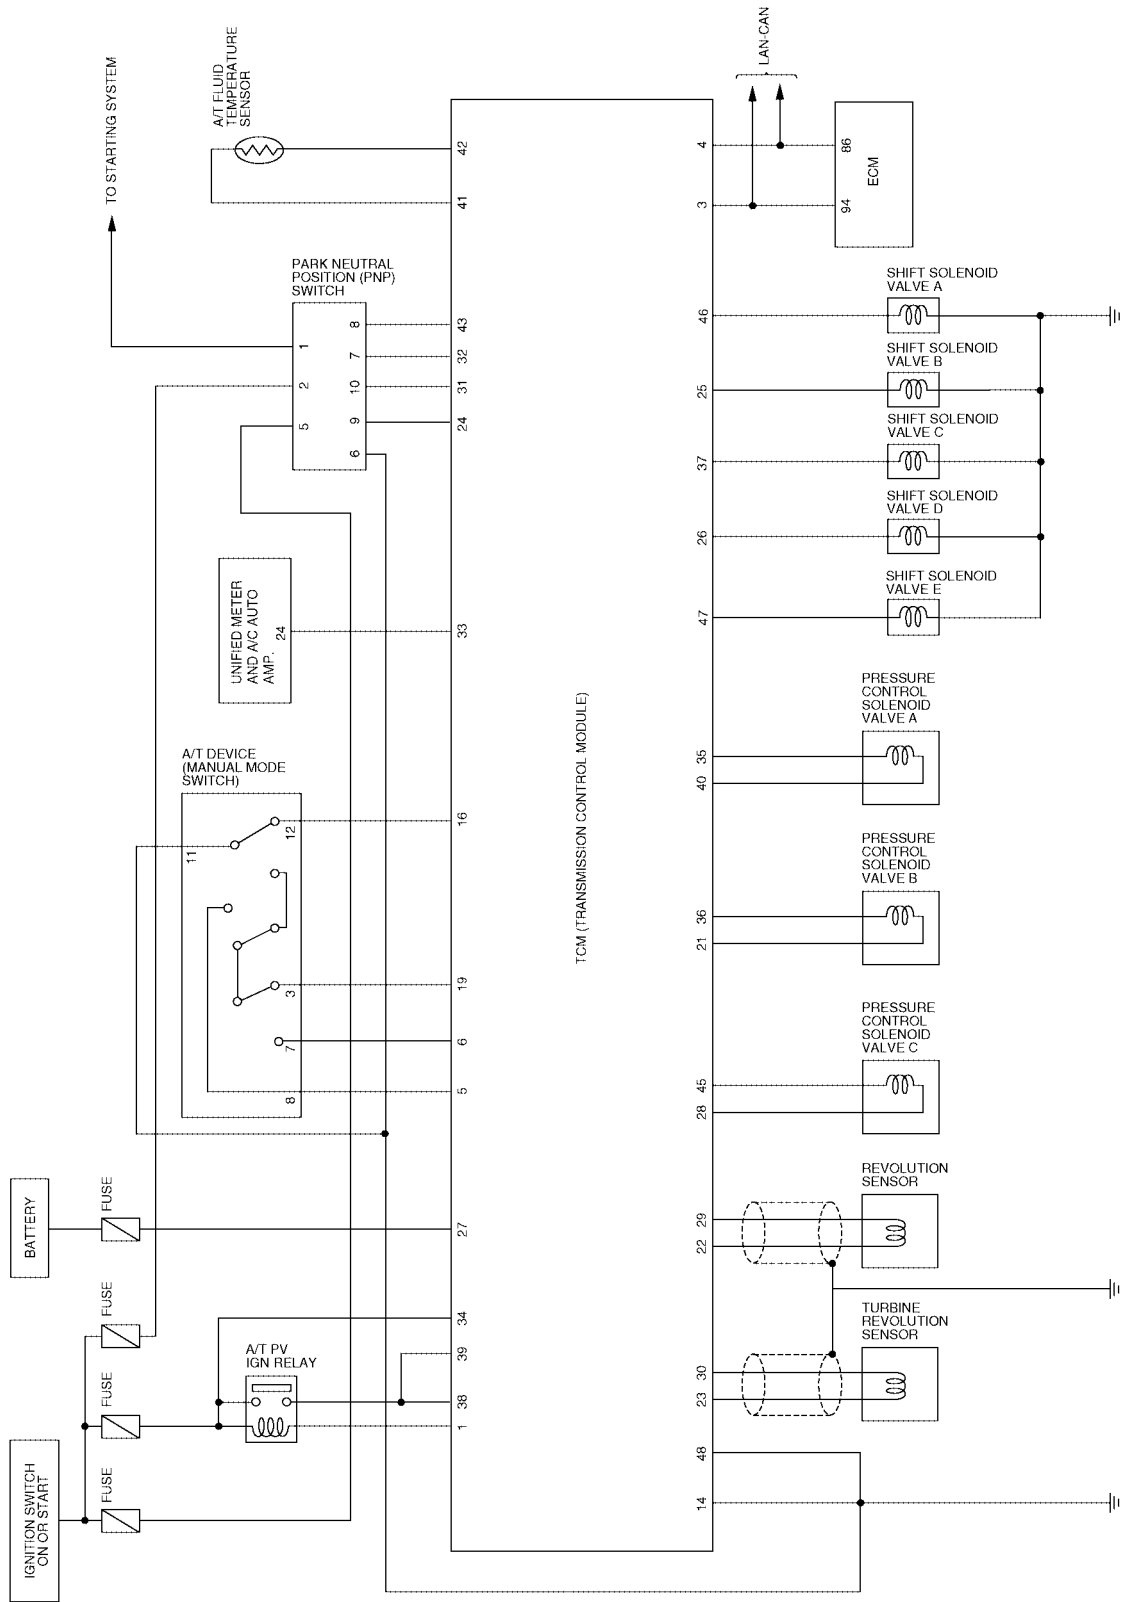 LAN-CAN
TO STARTING SYSTEM
A/T FLUID
TEMPERATURE
SENSOR
42
41
4
3
86
94
ECM
PARK NEUTRAL
POSITION (PNP)
SWITCH
1
2
5
8
7
10
9
6
43
32
31
24
SHIFT SOLENOID
VALVE A
46
SHIFT SOLENOID
VALVE B
25
SHIFT SOLENOID
VALVE C
37
SHIFT SOLENOID
VALVE D
26
SHIFT SOLENOID
VALVE E
47
UNIFIED METER
AND A/C AUTO
AMP.
24
33
TCM (TRANSMISSION CONTROL MODULE)
PRESSURE
CONTROL
SOLENOID
VALVE A
35
40
A/T DEVICE
(MANUAL MODE
SWITCH)
11
12
3
7
8
16
19
6
5
PRESSURE
CONTROL
SOLENOID
VALVE B
36
21
PRESSURE
CONTROL
SOLENOID
VALVE C
45
28
BATTERY
FUSE
27
REVOLUTION
SENSOR
29
22
FUSE
34
39
38
1
A/T PV
IGN RELAY
TURBINE
REVOLUTION
SENSOR
30
23
FUSE
FUSE
IGNITION SWITCH
ON OR START
48
14